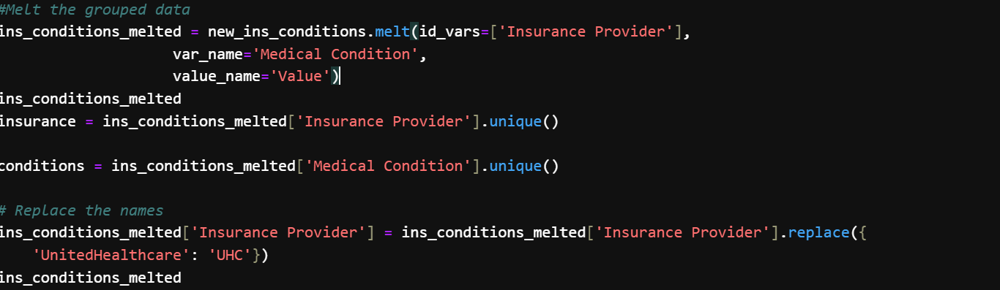 #Melt the grouped data
ins_conditions_melted = new_ins_conditions.melt(id_vars=['Insurance Provider'],
                    var_name='Medical Condition',
                    value_name='Value')
ins_conditions_melted
insurance = ins_conditions_melted['Insurance Provider'].unique()

conditions = ins_conditions_melted['Medical Condition'].unique()

# Replace the names
ins_conditions_melted['Insurance Provider'] = ins_conditions_melted['Insurance Provider'].replace({
    'UnitedHealthcare': 'UHC'})
ins_conditions_melted